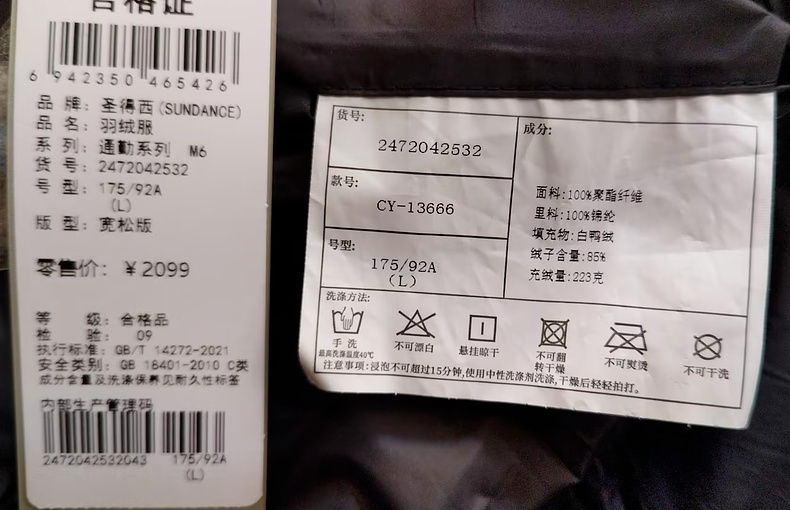 合格证
6 942350 465426
品 牌：圣得西(SUNDANCE)
品 名：羽绒服
系 列：通勤系列 M6
货 号：2472042532
号 型：175/92A
(L)
版 型：宽松版
零售价：￥2099
等 级：合格品
检 验：09
执行标准：GB/T 14272-2021
安全类别：GB 18401-2010 C类
成分含量及洗涤保养见耐久性标签
内部生产管理码
2472042532043 175/92A
(L)
货号：
2472042532
款号：
CY-13666
号型：
175/92A
(L)
成分：
面料：100%聚酯纤维
里料：100%锦纶
填充物：白鸭绒
绒子含量：85%
充绒量：223克
洗涤方法：
手 洗
最高洗涤温度40℃
不可漂白
悬挂晾干
不可翻
转干燥
不可熨烫
不可干洗
注意事项：浸泡不可超过15分钟,使用中性洗涤剂洗涤,干燥后轻轻拍打。